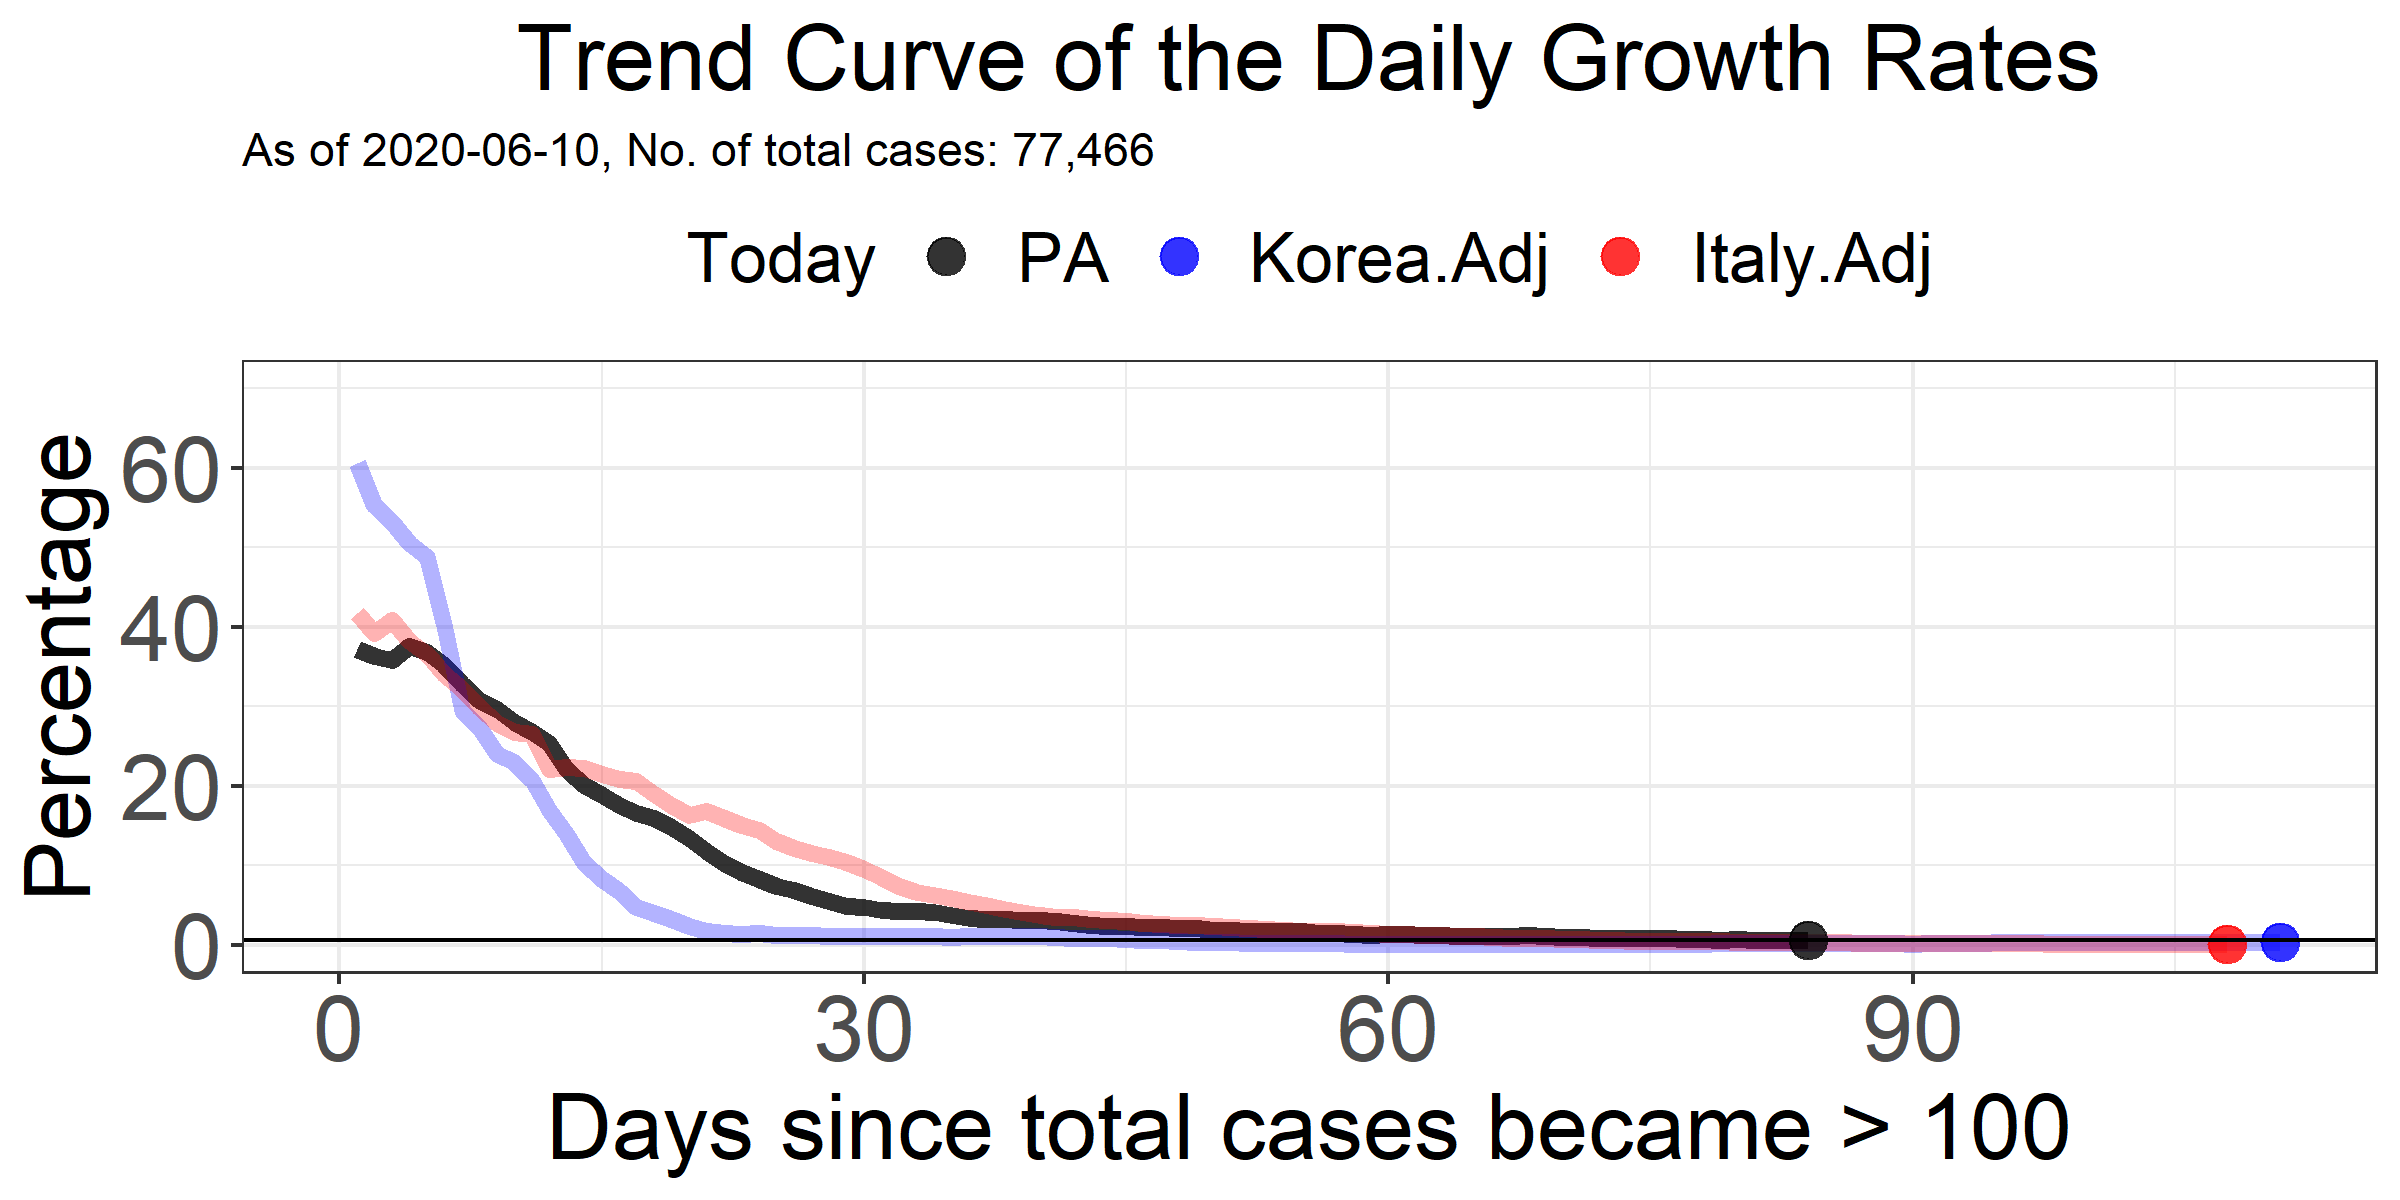 Trend Curve of the Daily Growth Rates
As of 2020-06-10, No. of total cases: 77,466
Today PA Korea.Adj Italy.Adj
Percentage
60
40
20
0
0 30 60 90
Days since total cases became > 100